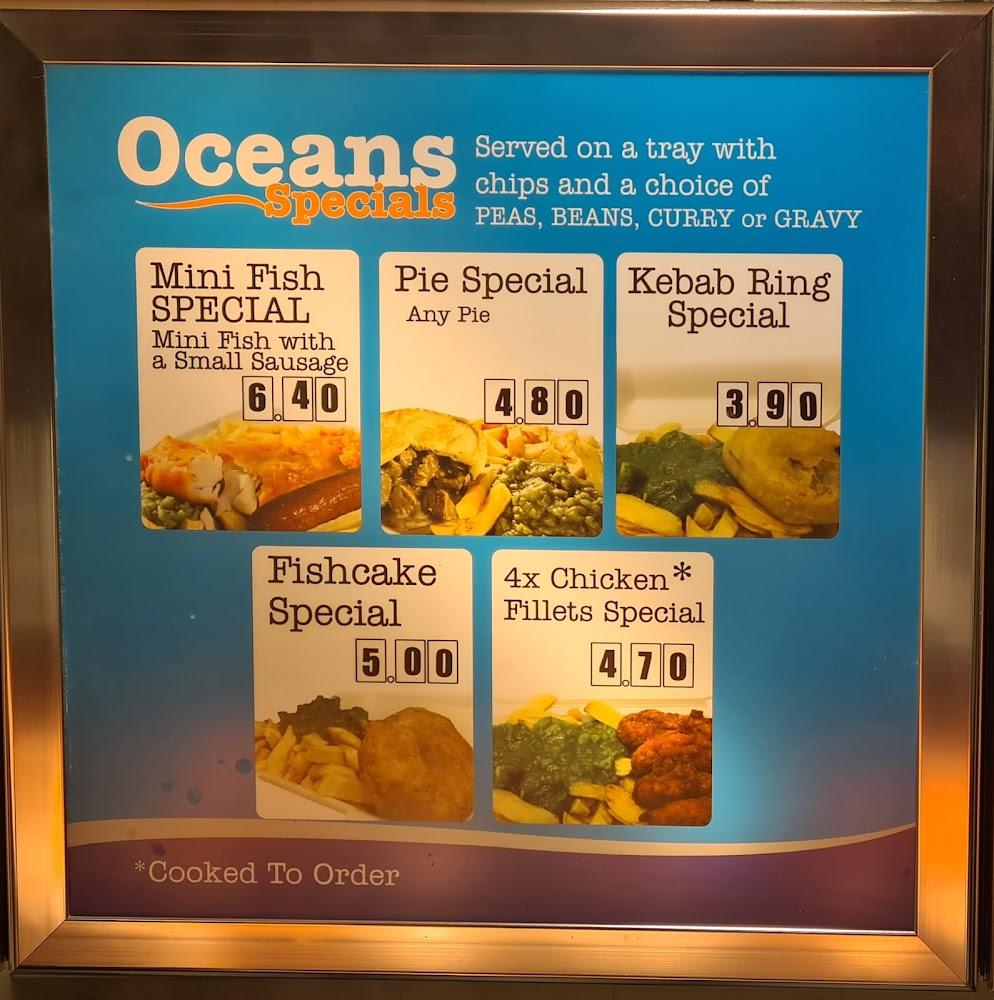 Oceans
Specials
Served on a tray with
chips and a choice of
PEAS, BEANS, CURRY or GRAVY
Mini Fish
SPECIAL
Mini Fish with
a Small Sausage
6.40
Pie Special
Any Pie
4.80
Kebab Ring
Special
3.90
Fishcake
Special
5.00
4x Chicken*
Fillets Special
4.70
*Cooked To Order